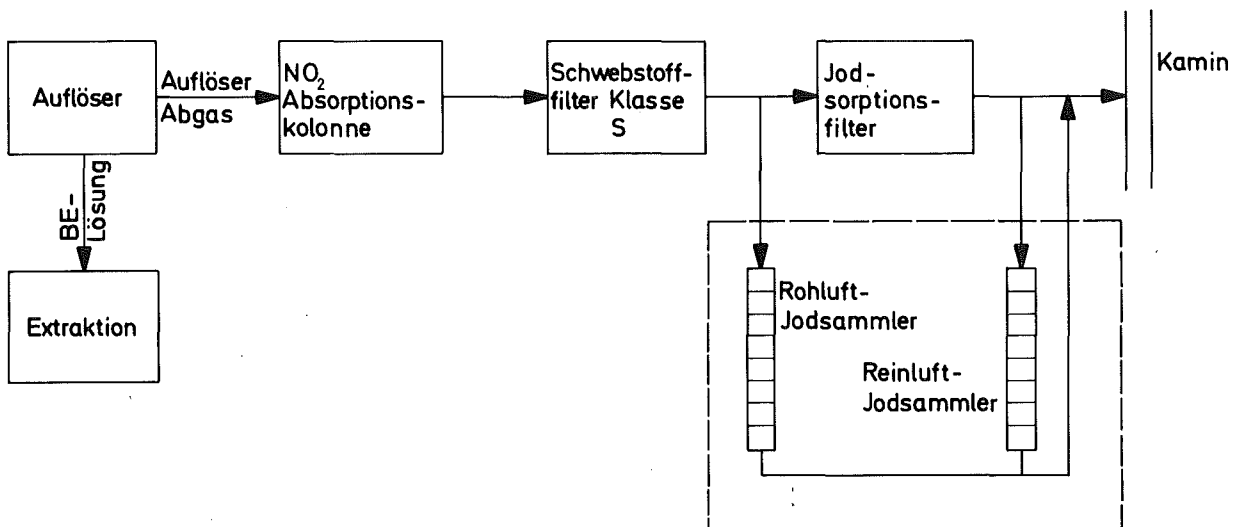 Auflöser
Auflöser
Abgas
NO₂
Absorptions-
kolonne
Schwebstoff-
filter Klasse
S
Jod-
sorptions-
filter
Kamin
BE-
Lösung
Extraktion
Rohluft-
Jodsammler
Reinluft-
Jodsammler